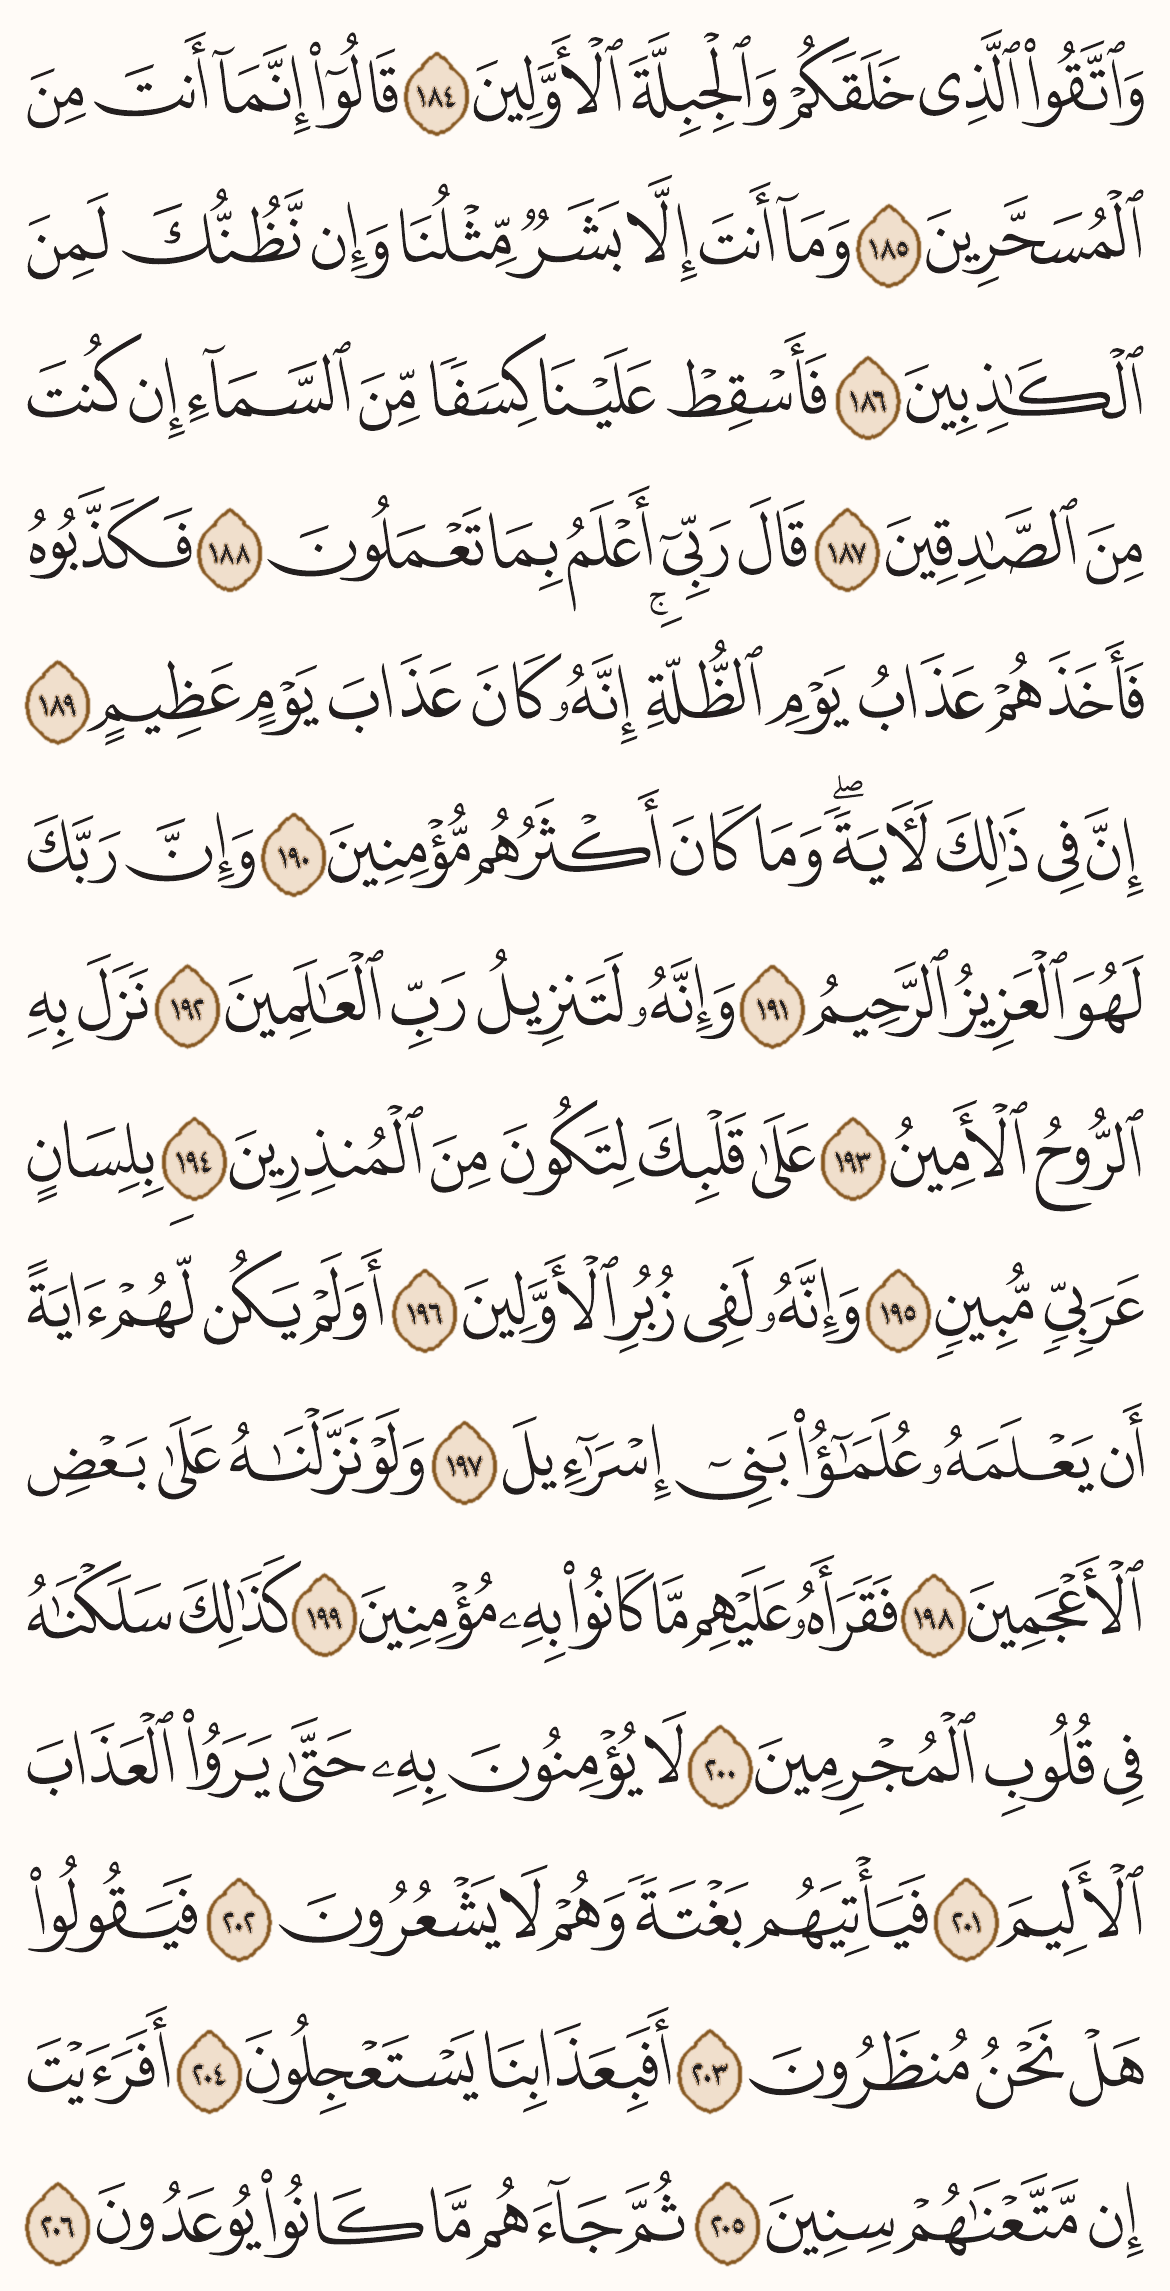 وَٱتَّقُوا۟ ٱلَّذِى خَلَقَكُمْ وَٱلْجِبِلَّةَ ٱلْأَوَّلِينَ ١٨٤ قَالُوٓا۟ إِنَّمَآ أَنتَ مِنَ
ٱلْمُسَحَّرِينَ ١٨٥ وَمَآ أَنتَ إِلَّا بَشَرٌ مِّثْلُنَا وَإِن نَّظُنُّكَ لَمِنَ
ٱلْكَـٰذِبِينَ ١٨٦ فَأَسْقِطْ عَلَيْنَا كِسَفًا مِّنَ ٱلسَّمَآءِ إِن كُنتَ
مِنَ ٱلصَّـٰدِقِينَ ١٨٧ قَالَ رَبِّىٓ أَعْلَمُ بِمَا تَعْمَلُونَ ١٨٨ فَكَذَّبُوهُ
فَأَخَذَهُمْ عَذَابُ يَوْمِ ٱلظُّلَّةِ ۚ إِنَّهُۥ كَانَ عَذَابَ يَوْمٍ عَظِيمٍ ١٨٩
إِنَّ فِى ذَٰلِكَ لَـَٔايَةً ۖ وَمَا كَانَ أَكْثَرُهُم مُّؤْمِنِينَ ١٩٠ وَإِنَّ رَبَّكَ
لَهُوَ ٱلْعَزِيزُ ٱلرَّحِيمُ ١٩١ وَإِنَّهُۥ لَتَنزِيلُ رَبِّ ٱلْعَـٰلَمِينَ ١٩٢ نَزَلَ بِهِ
ٱلرُّوحُ ٱلْأَمِينُ ١٩٣ عَلَىٰ قَلْبِكَ لِتَكُونَ مِنَ ٱلْمُنذِرِينَ ١٩٤ بِلِسَانٍ
عَرَبِىٍّ مُّبِينٍ ١٩٥ وَإِنَّهُۥ لَفِى زُبُرِ ٱلْأَوَّلِينَ ١٩٦ أَوَلَمْ يَكُن لَّهُمْ ءَايَةً
أَن يَعْلَمَهُۥ عُلَمَـٰٓؤُا۟ بَنِىٓ إِسْرَٰٓءِيلَ ١٩٧ وَلَوْ نَزَّلْنَـٰهُ عَلَىٰ بَعْضِ
ٱلْأَعْجَمِينَ ١٩٨ فَقَرَأَهُۥ عَلَيْهِم مَّا كَانُوا۟ بِهِۦ مُؤْمِنِينَ ١٩٩ كَذَٰلِكَ سَلَكْنَـٰهُ
فِى قُلُوبِ ٱلْمُجْرِمِينَ ٢٠٠ لَا يُؤْمِنُونَ بِهِۦ حَتَّىٰ يَرَوُا۟ ٱلْعَذَابَ
ٱلْأَلِيمَ ٢٠١ فَيَأْتِيَهُم بَغْتَةً وَهُمْ لَا يَشْعُرُونَ ٢٠٢ فَيَقُولُوا۟
هَلْ نَحْنُ مُنظَرُونَ ٢٠٣ أَفَبِعَذَابِنَا يَسْتَعْجِلُونَ ٢٠٤ أَفَرَءَيْتَ
إِن مَّتَّعْنَـٰهُمْ سِنِينَ ٢٠٥ ثُمَّ جَآءَهُم مَّا كَانُوا۟ يُوعَدُونَ ٢٠٦